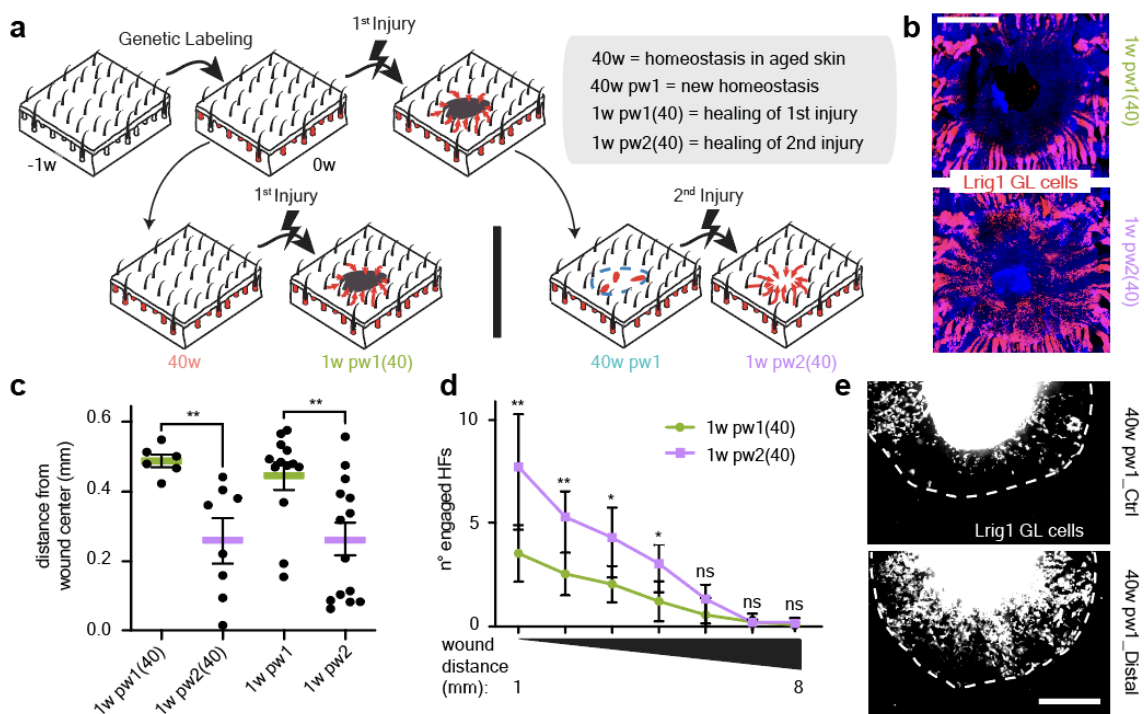 a
Genetic Labeling
1st Injury
-1w
0w
40w = homeostasis in aged skin
40w pw1 = new homeostasis
1w pw1(40) = healing of 1st injury
1w pw2(40) = healing of 2nd injury
1st Injury
2nd Injury
40w
1w pw1(40)
40w pw1
1w pw2(40)
b
1w pw1(40)
Lrig1 GL cells
1w pw2(40)
c
distance from
wound center (mm)
0.6
0.4
0.2
0.0
**
**
1w pw1(40)
1w pw2(40)
1w pw1
1w pw2
d
n° engaged HFs
10
5
0
**
**
*
*
ns
ns
ns
1w pw1(40)
1w pw2(40)
wound
distance
(mm):
1
8
e
40w pw1_Ctrl
Lrig1 GL cells
40w pw1_Distal